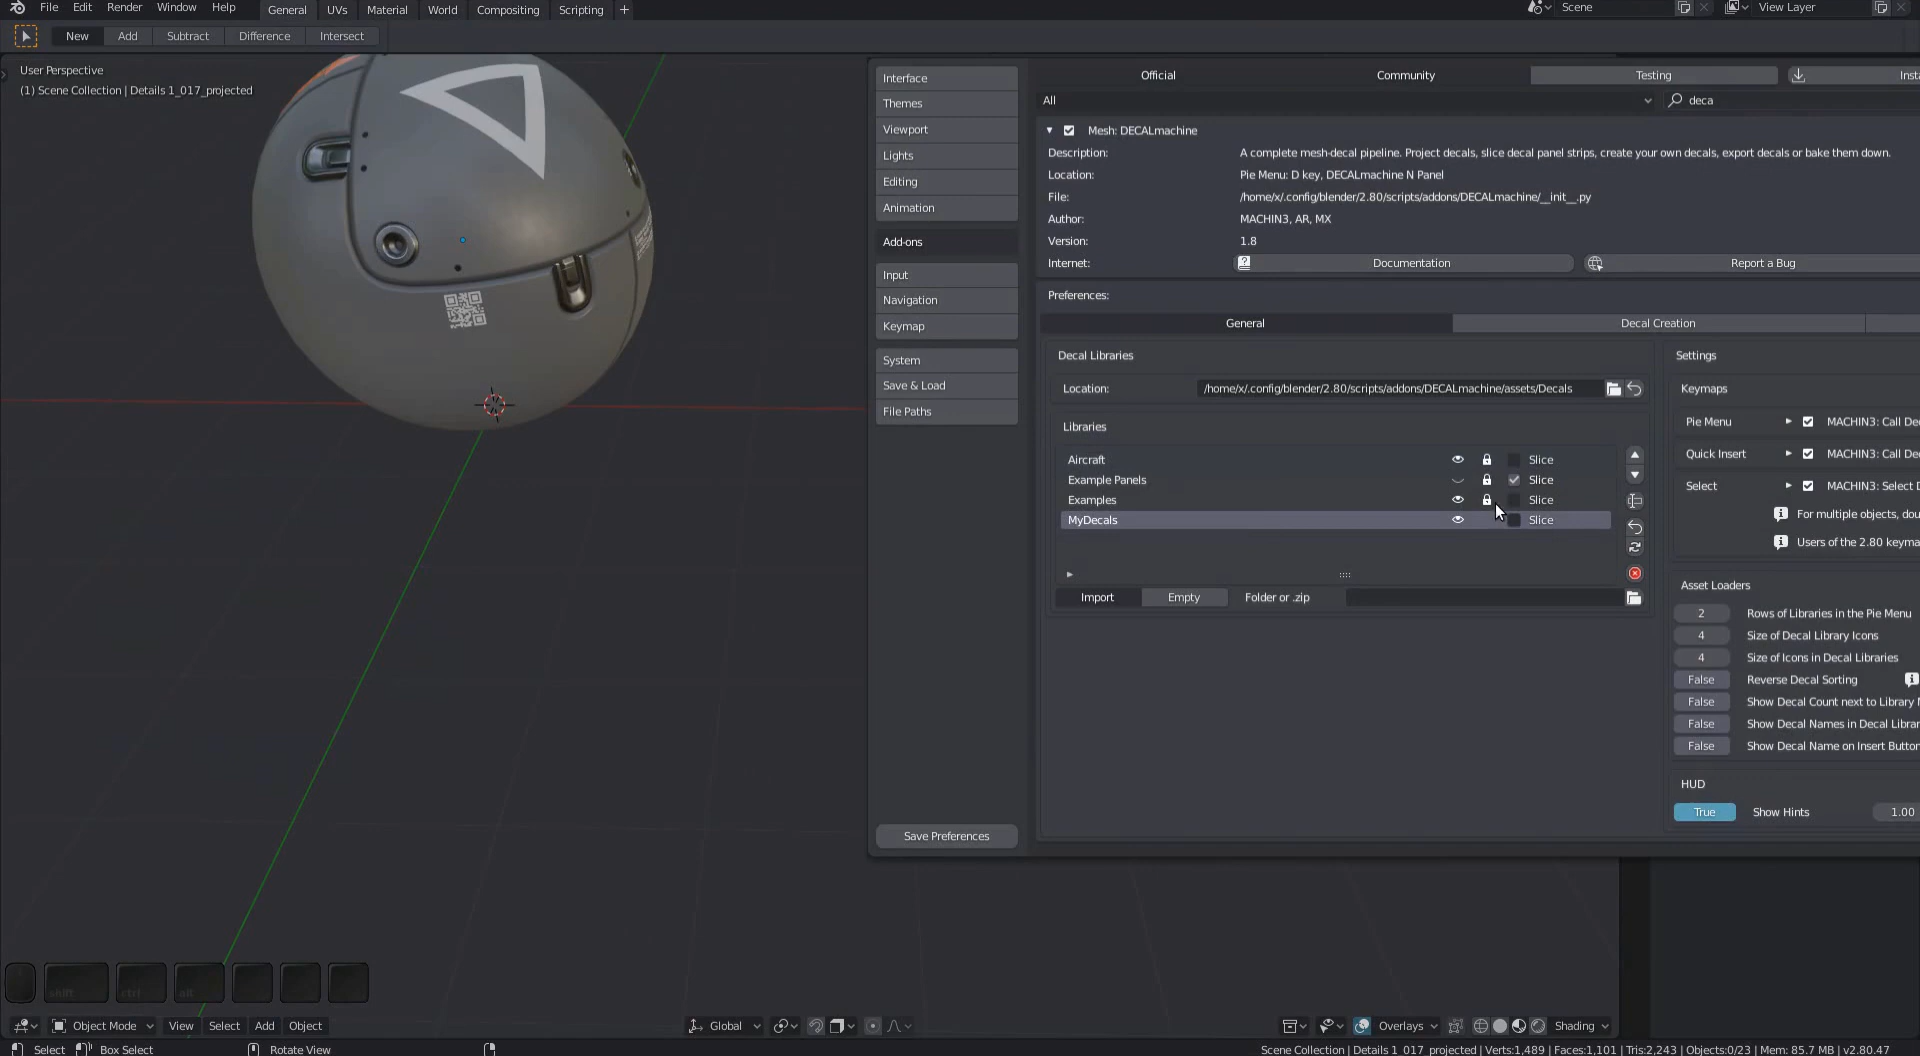 File Edit Render Window Help General UVs Material World Compositing Scripting + Scene View Layer
New Add Subtract Difference Intersect
User Perspective
(1) Scene Collection | Details 1_017_projected
Interface
Themes
Viewport
Lights
Editing
Animation
Add-ons
Input
Navigation
Keymap
System
Save & Load
File Paths
Save Preferences
Official Community Testing Insta
All deca
Mesh: DECALmachine
Description: A complete mesh-decal pipeline. Project decals, slice decal panel strips, create your own decals, export decals or bake them down.
Location: Pie Menu: D key, DECALmachine N Panel
File: /home/x/.config/blender/2.80/scripts/addons/DECALmachine/__init__.py
Author: MACHIN3, AR, MX
Version: 1.8
Internet: Documentation Report a Bug
Preferences:
General Decal Creation
Decal Libraries
Location: /home/x/.config/blender/2.80/scripts/addons/DECALmachine/assets/Decals
Libraries
Aircraft Slice
Example Panels Slice
Examples Slice
MyDecals Slice
Import Empty Folder or .zip
Settings
Keymaps
Pie Menu MACHIN3: Call De
Quick Insert MACHIN3: Call De
Select MACHIN3: Select D
For multiple objects, dou
Users of the 2.80 keyma
Asset Loaders
2 Rows of Libraries in the Pie Menu
4 Size of Decal Library Icons
4 Size of Icons in Decal Libraries
False Reverse Decal Sorting
False Show Decal Count next to Library
False Show Decal Names in Decal Librar
False Show Decal Name on Insert Button
HUD
True Show Hints 1.00
shift ctrl alt
Object Mode View Select Add Object Global Overlays Shading
Select Box Select Rotate View Scene Collection | Details 1_017_projected | Verts:1,489 | Faces:1,101 | Tris:2,243 | Objects:0/23 | Mem: 85.7 MB | v2.80.47